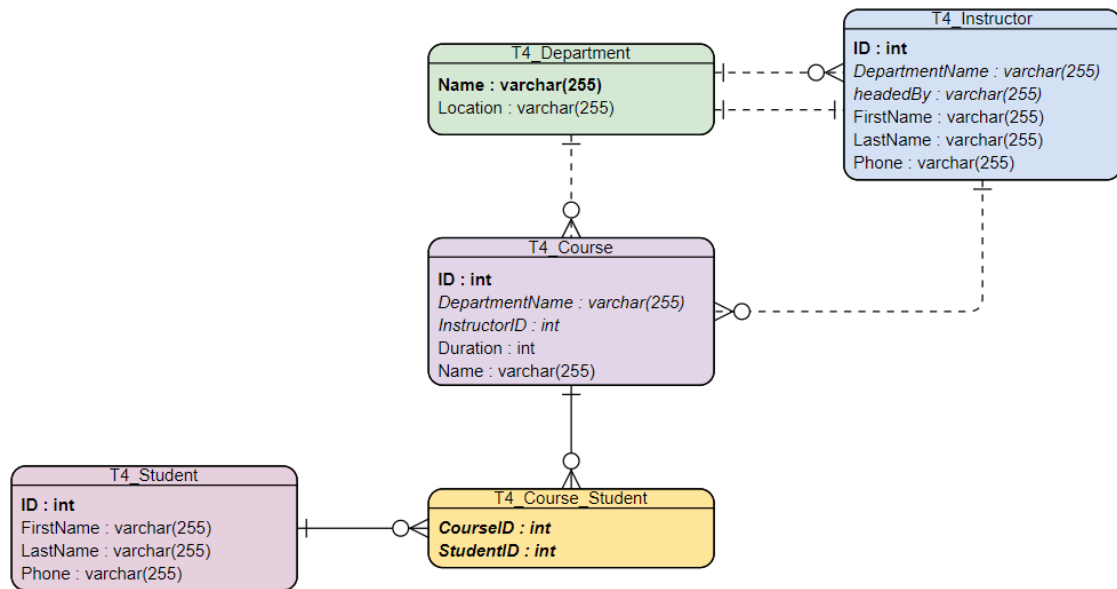 T4_Instructor
ID : int
DepartmentName : varchar(255)
headedBy : varchar(255)
FirstName : varchar(255)
LastName : varchar(255)
Phone : varchar(255)
T4_Department
Name : varchar(255)
Location : varchar(255)
T4_Course
ID : int
DepartmentName : varchar(255)
InstructorID : int
Duration : int
Name : varchar(255)
T4_Student
ID : int
FirstName : varchar(255)
LastName : varchar(255)
Phone : varchar(255)
T4_Course_Student
CourseID : int
StudentID : int